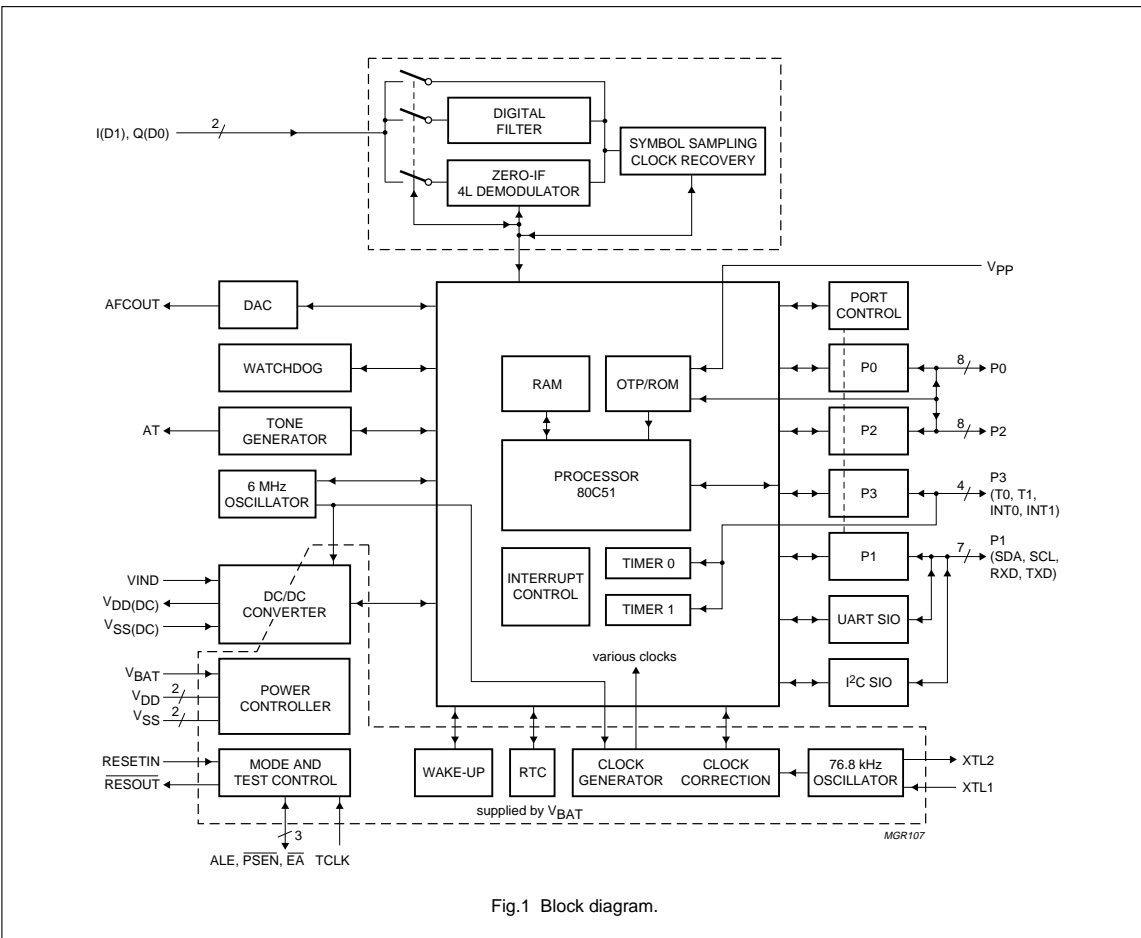 I(D1), Q(D0)
2
DIGITAL
FILTER
ZERO-IF
4L DEMODULATOR
SYMBOL SAMPLING
CLOCK RECOVERY
VPP
AFCOUT
DAC
PORT
CONTROL
WATCHDOG
RAM
OTP/ROM
P0
8
P0
AT
TONE
GENERATOR
P2
8
P2
6 MHz
OSCILLATOR
PROCESSOR
80C51
P3
4
P3
(T0, T1,
INT0, INT1)
VIND
VDD(DC)
VSS(DC)
DC/DC
CONVERTER
INTERRUPT
CONTROL
TIMER 0
TIMER 1
P1
7
P1
(SDA, SCL,
RXD, TXD)
UART SIO
various clocks
I2C SIO
VBAT
VDD
2
VSS
2
POWER
CONTROLLER
RESETIN
RESOUT
MODE AND
TEST CONTROL
WAKE-UP
RTC
CLOCK
GENERATOR
CLOCK
CORRECTION
76.8 kHz
OSCILLATOR
XTL2
XTL1
supplied by VBAT
MGR107
3
ALE, PSEN, EA
TCLK
Fig.1 Block diagram.